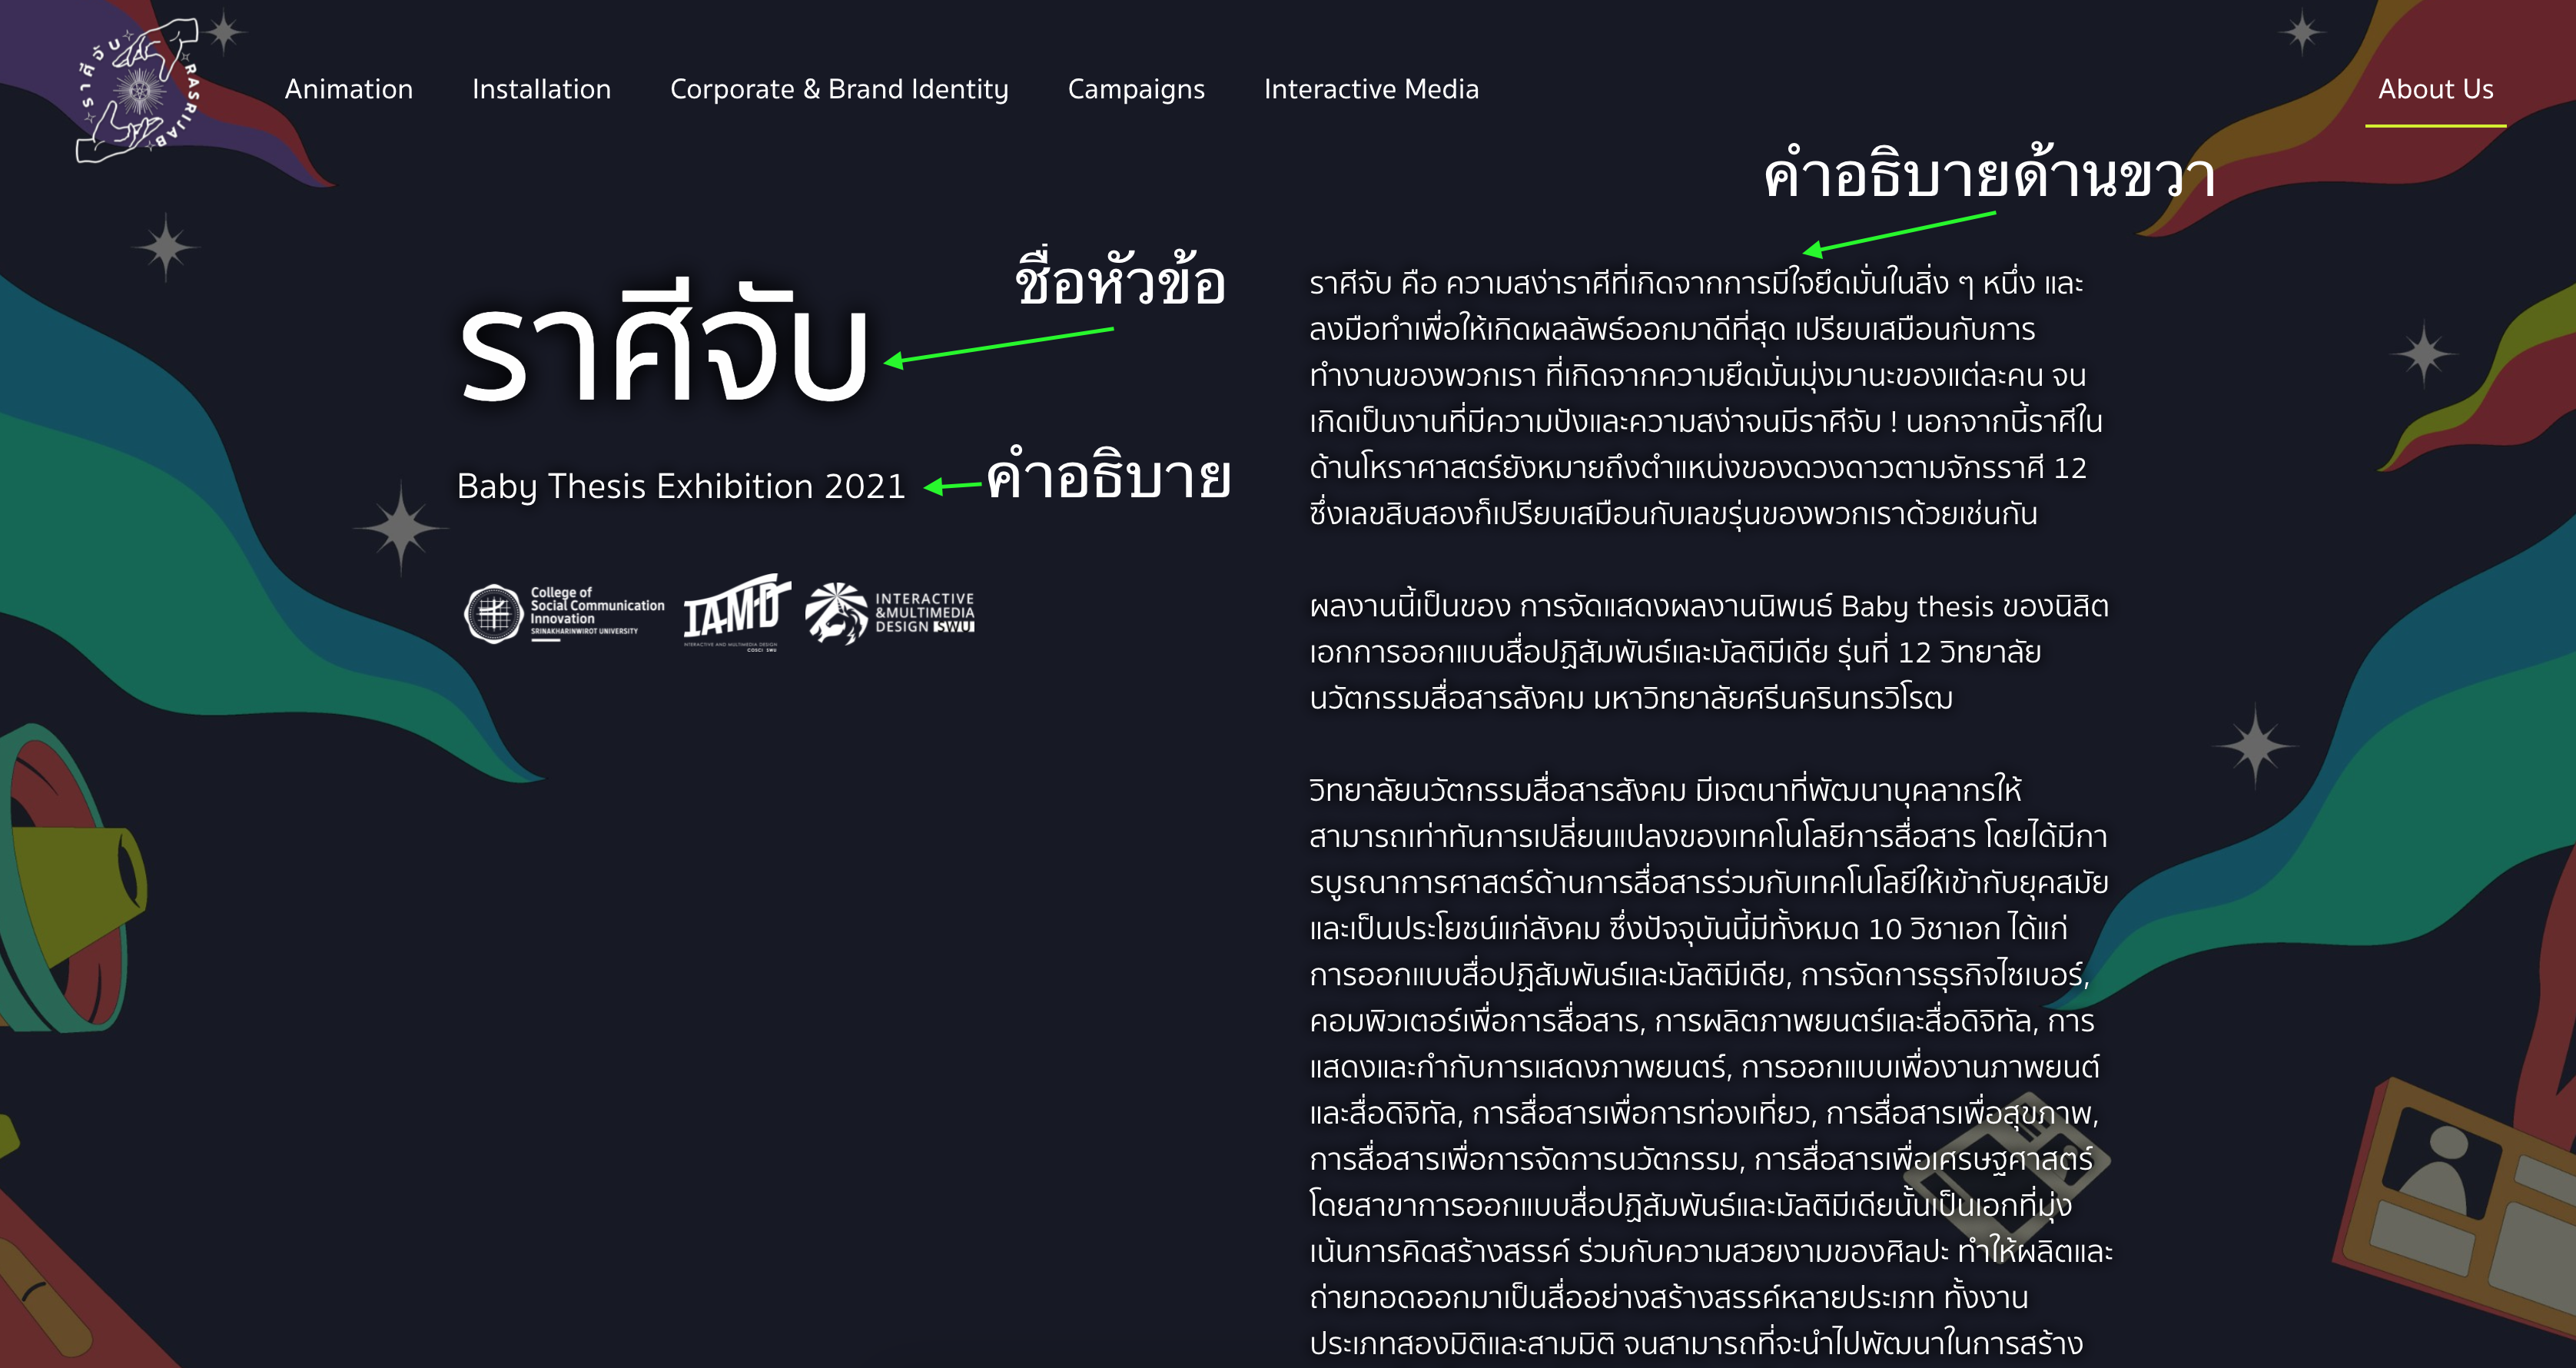 ราศีจับ
RASRIJAB
Animation
Installation
Corporate & Brand Identity
Campaigns
Interactive Media
About Us
คำอธิบายด้านขวา
ชื่อหัวข้อ
ราศีจับ
คำอธิบาย
Baby Thesis Exhibition 2021
College of
Social Communication
Innovation
SRINAKHARINWIROT UNIVERSITY
IAMD
INTERACTIVE AND MULTIMEDIA DESIGN
COSCI SWU
INTERACTIVE
&MULTIMEDIA
DESIGN SWU
ราศีจับ คือ ความสง่าราศีที่เกิดจากการมีใจยึดมั่นในสิ่ง ๆ หนึ่ง และ
ลงมือทำเพื่อให้เกิดผลลัพธ์ออกมาดีที่สุด เปรียบเสมือนกับการ
ทำงานของพวกเรา ที่เกิดจากความยึดมั่นมุ่งมานะของแต่ละคน จน
เกิดเป็นงานที่มีความปังและความสง่าจนมีราศีจับ ! นอกจากนี้ราศีใน
ด้านโหราศาสตร์ยังหมายถึงตำแหน่งของดวงดาวตามจักรราศี 12
ซึ่งเลขสิบสองก็เปรียบเสมือนกับเลขรุ่นของพวกเราด้วยเช่นกัน
ผลงานนี้เป็นของ การจัดแสดงผลงานนิพนธ์ Baby thesis ของนิสิต
เอกการออกแบบสื่อปฏิสัมพันธ์และมัลติมีเดีย รุ่นที่ 12 วิทยาลัย
นวัตกรรมสื่อสารสังคม มหาวิทยาลัยศรีนครินทรวิโรฒ
วิทยาลัยนวัตกรรมสื่อสารสังคม มีเจตนาที่พัฒนาบุคลากรให้
สามารถเท่าทันการเปลี่ยนแปลงของเทคโนโลยีการสื่อสาร โดยได้มีกา
รบูรณาการศาสตร์ด้านการสื่อสารร่วมกับเทคโนโลยีให้เข้ากับยุคสมัย
และเป็นประโยชน์แก่สังคม ซึ่งปัจจุบันนี้มีทั้งหมด 10 วิชาเอก ได้แก่
การออกแบบสื่อปฏิสัมพันธ์และมัลติมีเดีย, การจัดการธุรกิจไซเบอร์,
คอมพิวเตอร์เพื่อการสื่อสาร, การผลิตภาพยนตร์และสื่อดิจิทัล, การ
แสดงและกำกับการแสดงภาพยนตร์, การออกแบบเพื่องานภาพยนต์
และสื่อดิจิทัล, การสื่อสารเพื่อการท่องเที่ยว, การสื่อสารเพื่อสุขภาพ,
การสื่อสารเพื่อการจัดการนวัตกรรม, การสื่อสารเพื่อเศรษฐศาสตร์
โดยสาขาการออกแบบสื่อปฏิสัมพันธ์และมัลติมีเดียนั้นเป็นเอกที่มุ่ง
เน้นการคิดสร้างสรรค์ ร่วมกับความสวยงามของศิลปะ ทำให้ผลิตและ
ถ่ายทอดออกมาเป็นสื่ออย่างสร้างสรรค์หลายประเภท ทั้งงาน
ประเภทสองมิติและสามมิติ จนสามารถที่จะนำไปพัฒนาในการสร้าง